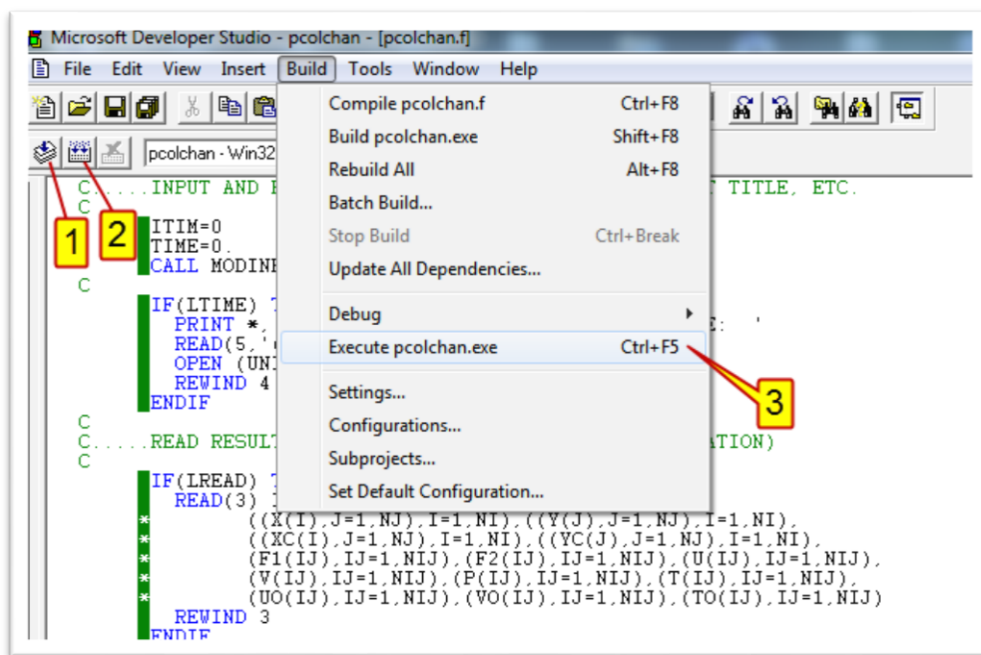 Microsoft Developer Studio - pcolchan - [pcolchan.f]
File Edit View Insert Build Tools Window Help
Compile pcolchan.f Ctrl+F8
Build pcolchan.exe Shift+F8
Rebuild All Alt+F8
Batch Build...
Stop Build Ctrl+Break
Update All Dependencies...
Debug
Execute pcolchan.exe Ctrl+F5
Settings...
Configurations...
Subprojects...
Set Default Configuration...
pcolchan - Win32
1
2
3
C.....INPUT AND TITLE, ETC.
C
ITIM=0
TIME=0.
CALL
C
IF(LTIME)
PRINT *, :  '
READ(5,'
OPEN
REWIND 4
ENDIF
C
C.....READ
C
IF(LREAD)
READ(3)
* ((X(I),J=1,NJ),I=1,NI),((Y(J),J=1,NJ),I=1,NI),
* ((XC(I),J=1,NJ),I=1,NI),((YC(J),J=1,NJ),I=1,NI),
* (F1(IJ),IJ=1,NIJ),(F2(IJ),IJ=1,NIJ),(U(IJ),IJ=1,NIJ),
* (V(IJ),IJ=1,NIJ),(P(IJ),IJ=1,NIJ),(T(IJ),IJ=1,NIJ),
* (UO(IJ),IJ=1,NIJ),(VO(IJ),IJ=1,NIJ),(TO(IJ),IJ=1,NIJ)
REWIND 3
ENDIF